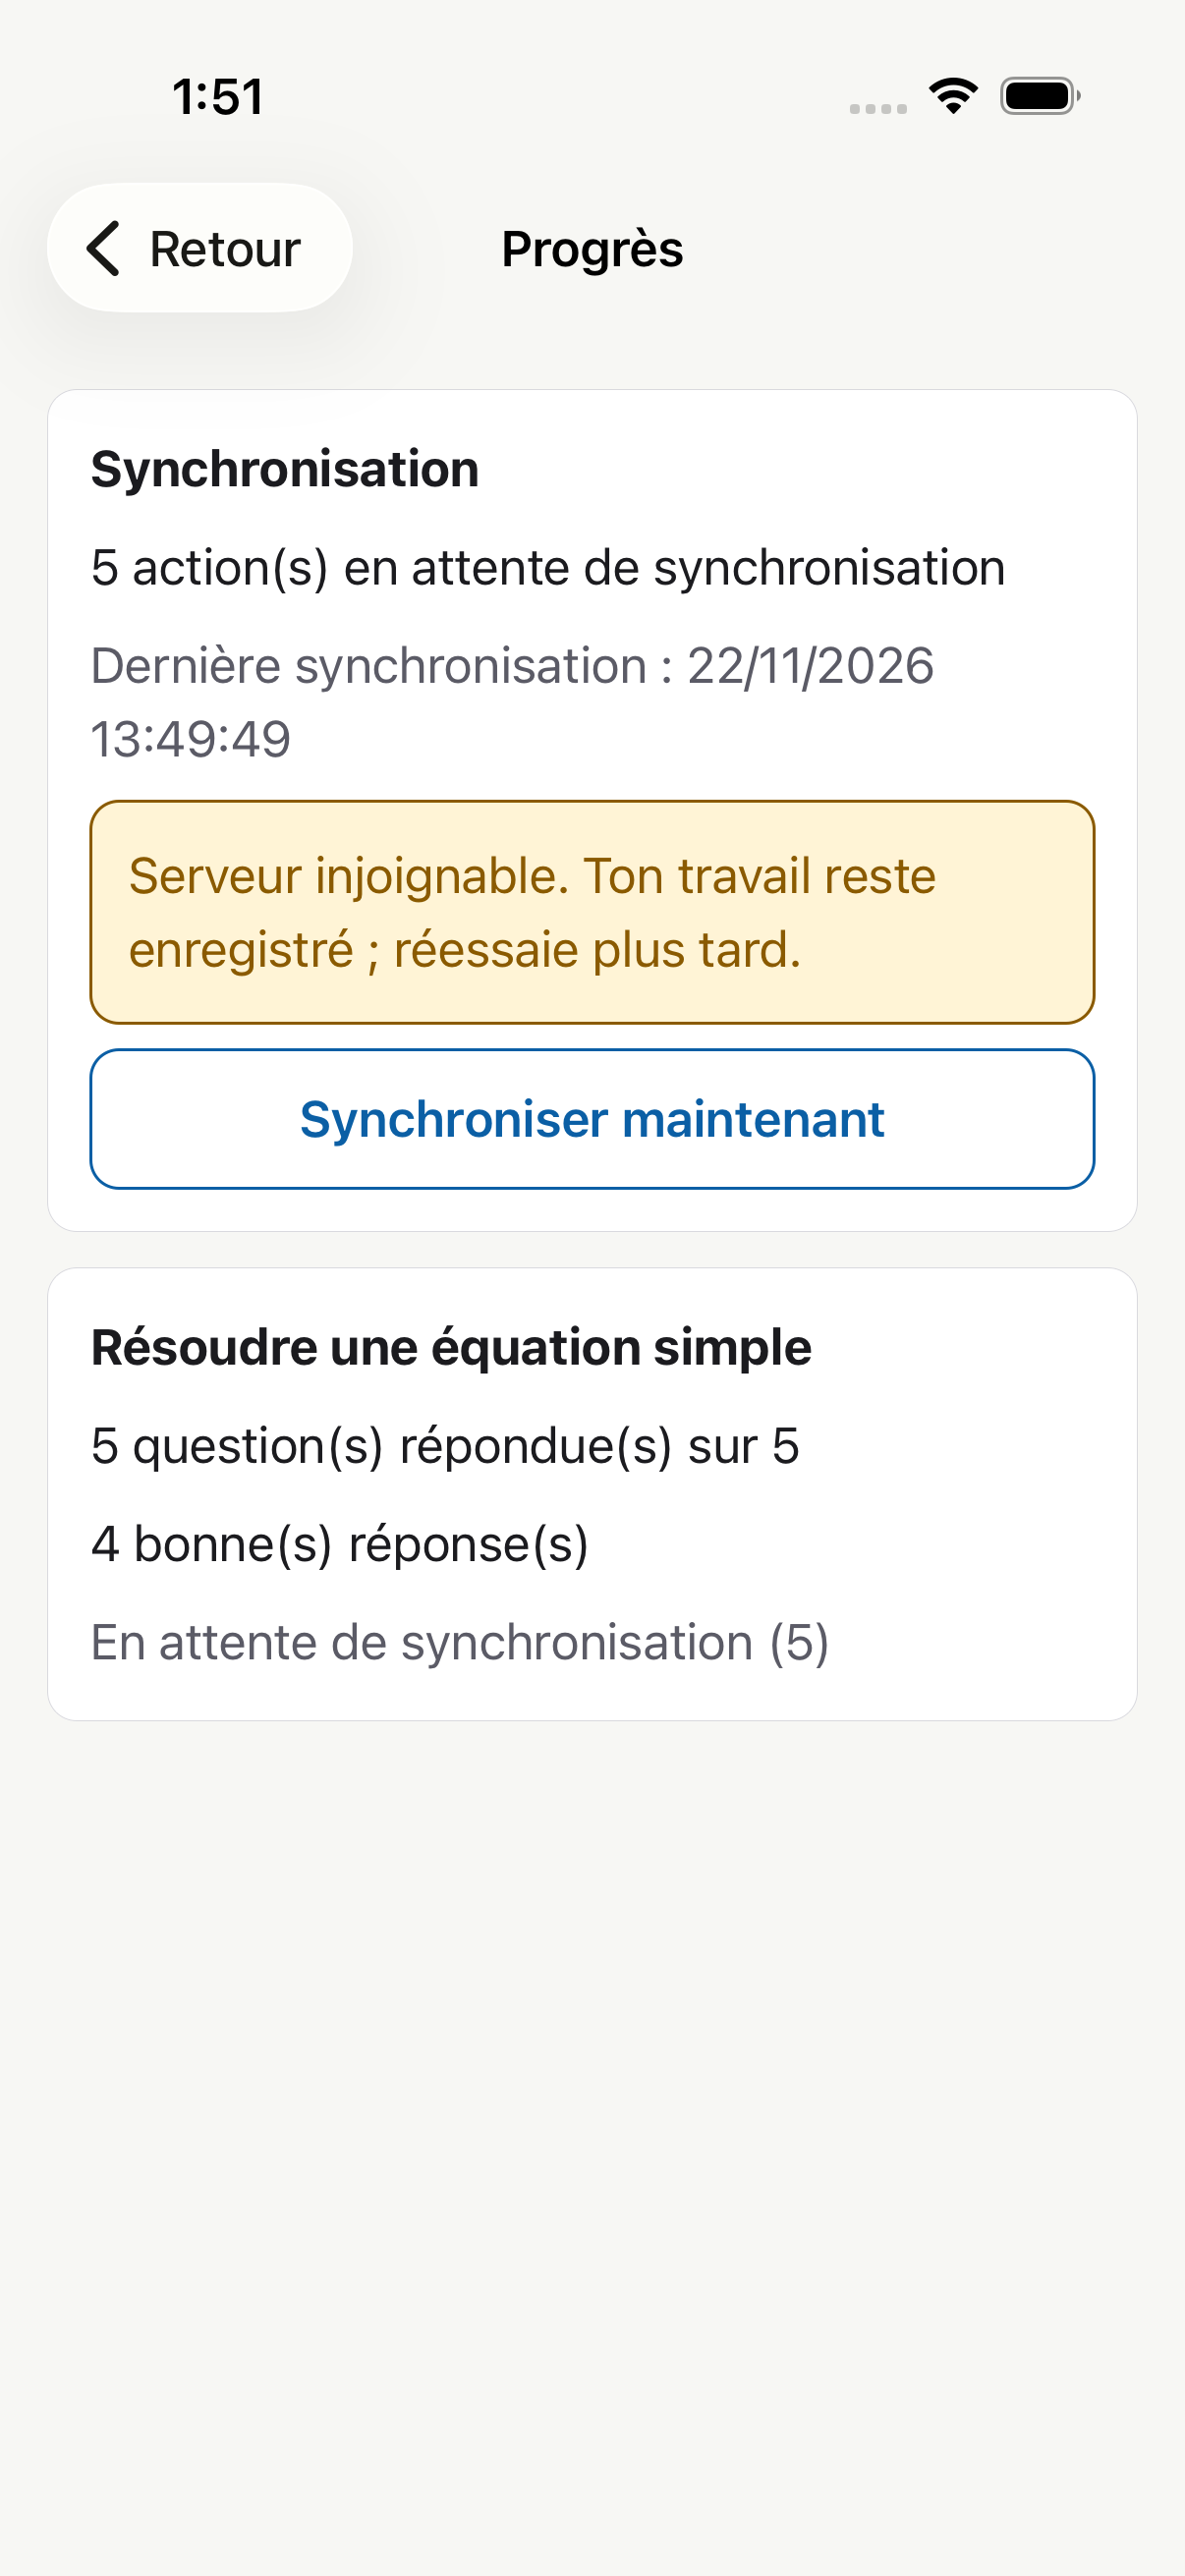 1:51
Retour
Progrès
Synchronisation
5 action(s) en attente de synchronisation
Dernière synchronisation : 22/11/2026
13:49:49
Serveur injoignable. Ton travail reste
enregistré ; réessaie plus tard.
Synchroniser maintenant
Résoudre une équation simple
5 question(s) répondue(s) sur 5
4 bonne(s) réponse(s)
En attente de synchronisation (5)